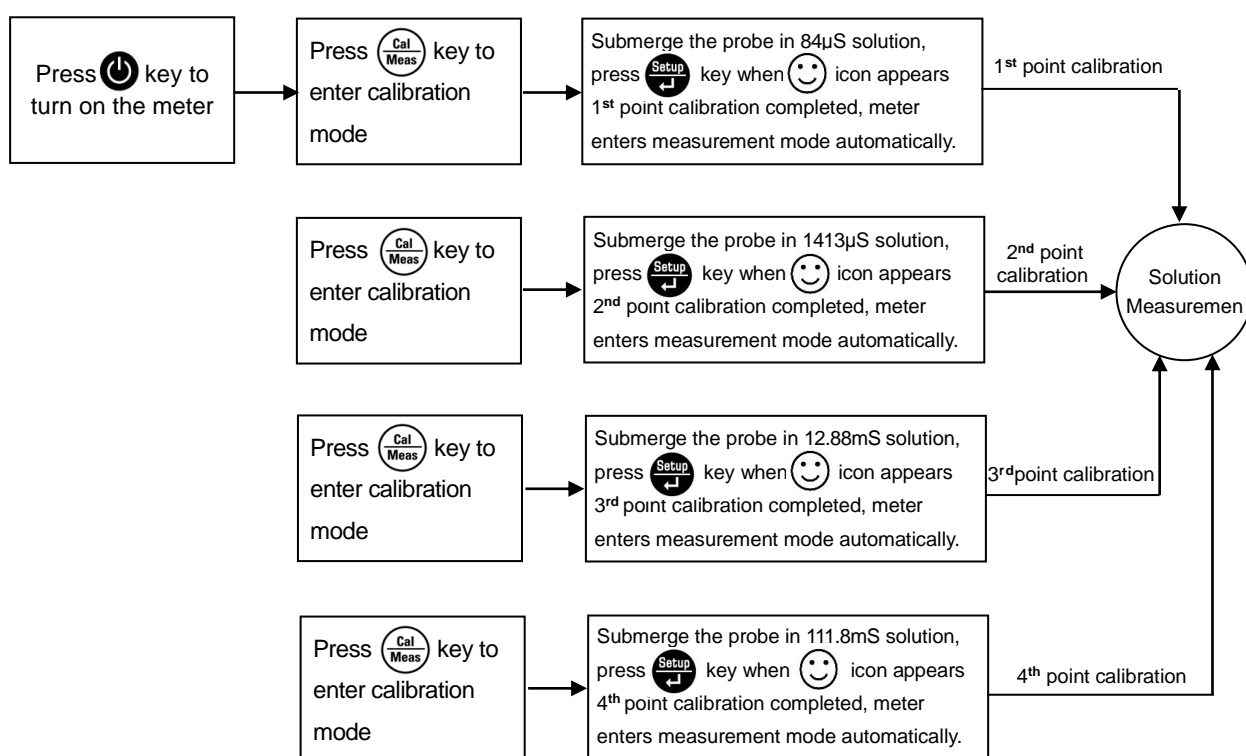 Press key to
turn on the meter
Press Cal Meas key to
enter calibration
mode
Submerge the probe in 84µS solution,
press Setup key when icon appears
1st point calibration completed, meter
enters measurement mode automatically.
1st point calibration
Press Cal Meas key to
enter calibration
mode
Submerge the probe in 1413µS solution,
press Setup key when icon appears
2nd point calibration completed, meter
enters measurement mode automatically.
2nd point
calibration
Solution
Measuremen
Press Cal Meas key to
enter calibration
mode
Submerge the probe in 12.88mS solution,
press Setup key when icon appears
3rd point calibration completed, meter
enters measurement mode automatically.
3rd point calibration
Press Cal Meas key to
enter calibration
mode
Submerge the probe in 111.8mS solution,
press Setup key when icon appears
4th point calibration completed, meter
enters measurement mode automatically.
4th point calibration